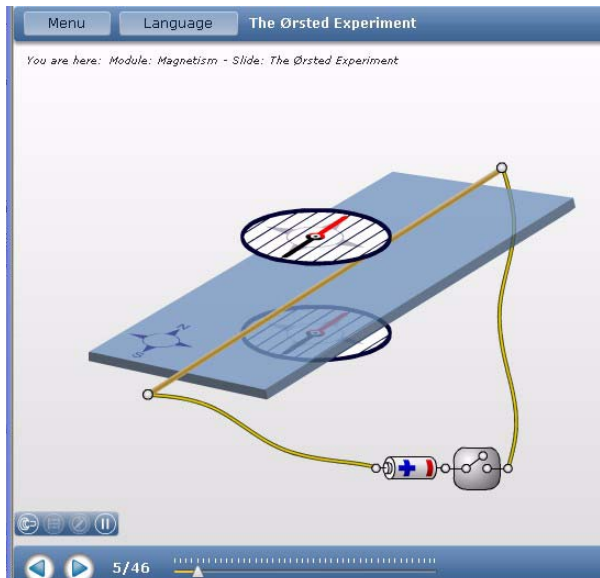 Menu Language The Ørsted Experiment
You are here: Module: Magnetism - Slide: The Ørsted Experiment
N
S
5/46